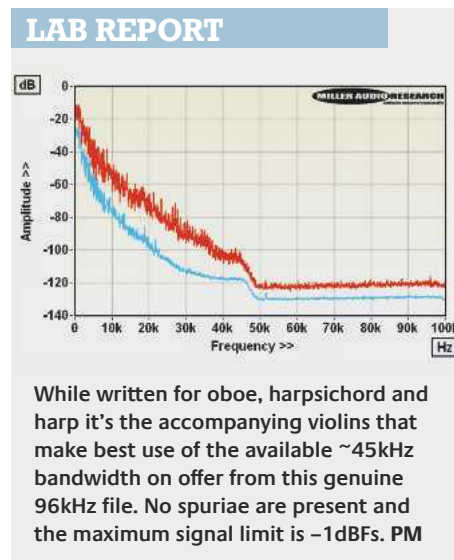 LAB REPORT
dB
MILLER AUDIO RESEARCH
0
-20
-40
-60
-80
-100
-120
-140
Amplitude >>
0 10k 20k 30k 40k 50k 60k 70k 80k 90k 100
Frequency >>
Hz
While written for oboe, harpsichord and
harp it's the accompanying violins that
make best use of the available ~45kHz
bandwidth on offer from this genuine
96kHz file. No spuriae are present and
the maximum signal limit is –1dBFs. PM